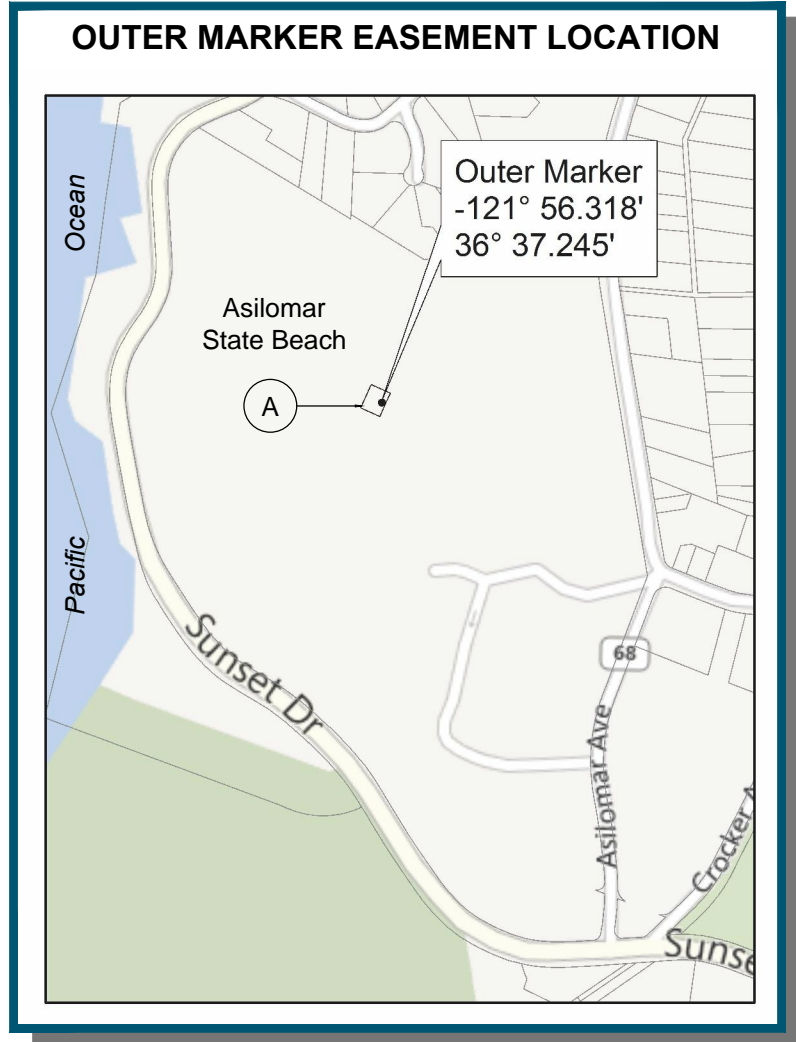 OUTER MARKER EASEMENT LOCATION
Ocean
Outer Marker
-121° 56.318'
36° 37.245'
Asilomar
State Beach
A
Pacific
Sunset Dr
68
Asilomar Ave
Crocker A
Sunse